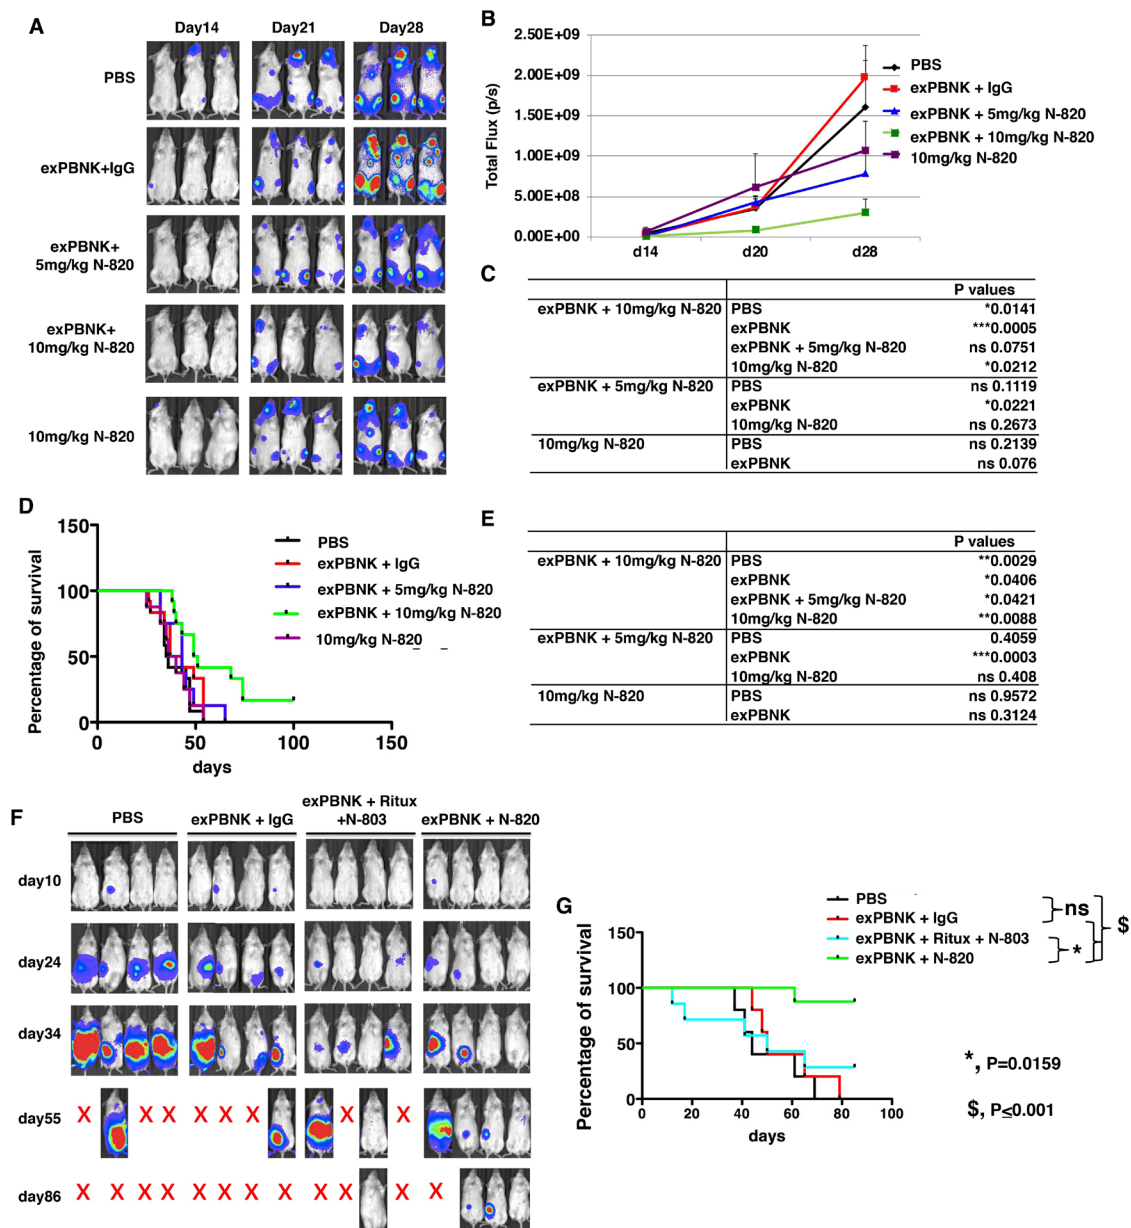 A
Day14 Day21 Day28
PBS
exPBNK+IgG
exPBNK+
5mg/kg N-820
exPBNK+
10mg/kg N-820
10mg/kg N-820
B
Total Flux (p/s)
2.50E+09
2.00E+09
1.50E+09
1.00E+09
5.00E+08
0.00E+00
d14 d20 d28
PBS
exPBNK + IgG
exPBNK + 5mg/kg N-820
exPBNK + 10mg/kg N-820
10mg/kg N-820
C
P values
exPBNK + 10mg/kg N-820 PBS *0.0141
exPBNK ***0.0005
exPBNK + 5mg/kg N-820 ns 0.0751
10mg/kg N-820 *0.0212
exPBNK + 5mg/kg N-820 PBS ns 0.1119
exPBNK *0.0221
10mg/kg N-820 ns 0.2673
10mg/kg N-820 PBS ns 0.2139
exPBNK ns 0.076
D
Percentage of survival
150
100
50
0
0 50 100 150
days
PBS
exPBNK + IgG
exPBNK + 5mg/kg N-820
exPBNK + 10mg/kg N-820
10mg/kg N-820
E
P values
exPBNK + 10mg/kg N-820 PBS **0.0029
exPBNK *0.0406
exPBNK + 5mg/kg N-820 *0.0421
10mg/kg N-820 **0.0088
exPBNK + 5mg/kg N-820 PBS 0.4059
exPBNK ***0.0003
10mg/kg N-820 ns 0.408
10mg/kg N-820 PBS ns 0.9572
exPBNK ns 0.3124
F
PBS exPBNK + IgG exPBNK + Ritux
+N-803 exPBNK + N-820
day10
day24
day34
day55 X X X X X X X X
day86 X X X X X X X X X X X
G
PBS
exPBNK + IgG
exPBNK + Ritux + N-803
exPBNK + N-820
ns
*
$
Percentage of survival
150
100
50
0
0 20 40 60 80 100
days
*, P=0.0159
$, P≤0.001